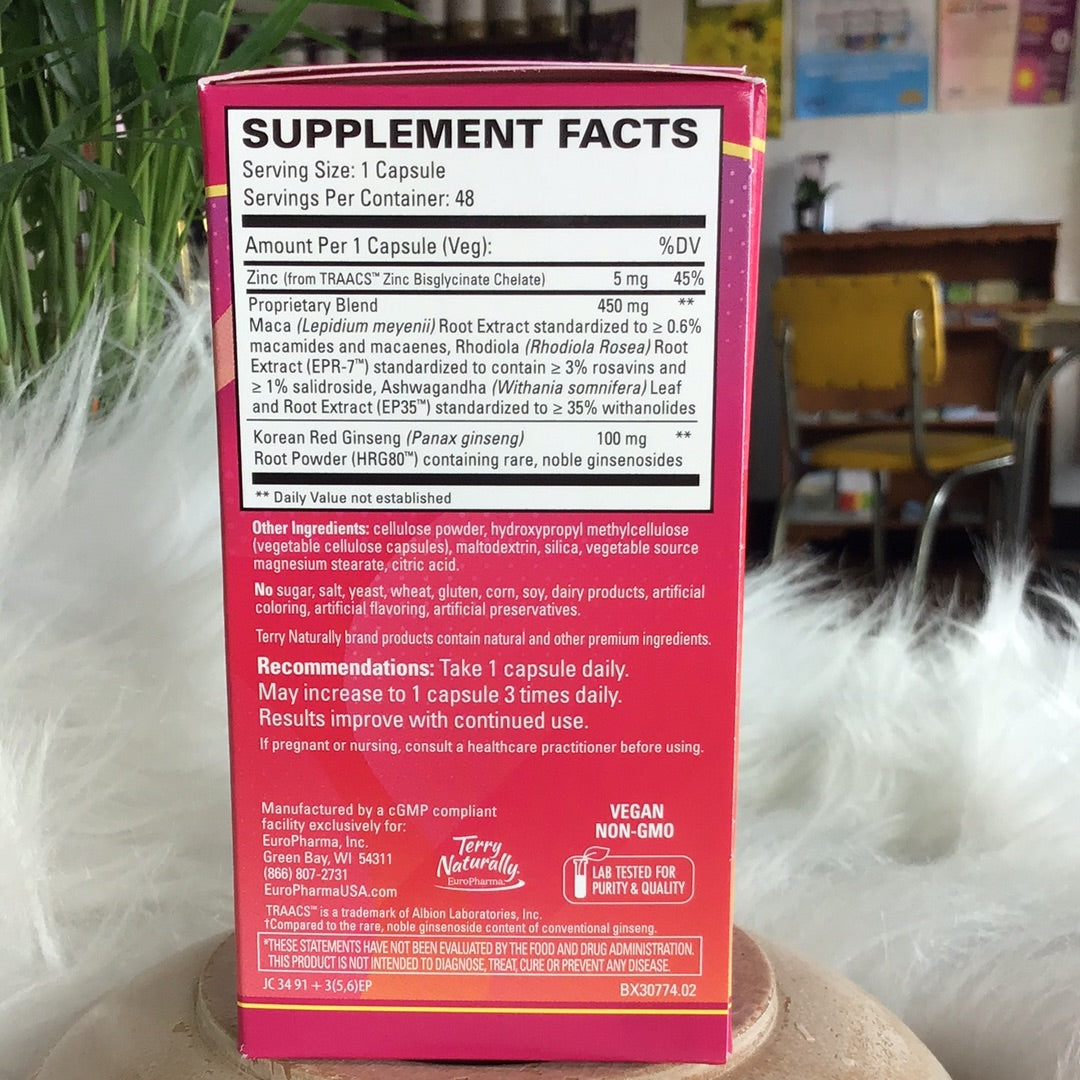 SUPPLEMENT FACTS
Serving Size: 1 Capsule
Servings Per Container: 48
Amount Per 1 Capsule (Veg): %DV
Zinc (from TRAACS™ Zinc Bisglycinate Chelate) 5 mg 45%
Proprietary Blend 450 mg **
Maca (Lepidium meyenii) Root Extract standardized to ≥ 0.6%
macamides and macaenes, Rhodiola (Rhodiola Rosea) Root
Extract (EPR-7™) standardized to contain ≥ 3% rosavins and
≥ 1% salidroside, Ashwagandha (Withania somnifera) Leaf
and Root Extract (EP35™) standardized to ≥ 35% withanolides
Korean Red Ginseng (Panax ginseng) 100 mg **
Root Powder (HRG80™) containing rare, noble ginsenosides
** Daily Value not established
Other Ingredients: cellulose powder, hydroxypropyl methylcellulose
(vegetable cellulose capsules), maltodextrin, silica, vegetable source
magnesium stearate, citric acid.
No sugar, salt, yeast, wheat, gluten, corn, soy, dairy products, artificial
coloring, artificial flavoring, artificial preservatives.
Terry Naturally brand products contain natural and other premium ingredients.
Recommendations: Take 1 capsule daily.
May increase to 1 capsule 3 times daily.
Results improve with continued use.
If pregnant or nursing, consult a healthcare practitioner before using.
Manufactured by a cGMP compliant
facility exclusively for:
EuroPharma, Inc.
Green Bay, WI 54311
(866) 807-2731
EuroPharmaUSA.com
Terry
Naturally.
EuroPharma
VEGAN
NON-GMO
LAB TESTED FOR
PURITY & QUALITY
TRAACS™ is a trademark of Albion Laboratories, Inc.
†Compared to the rare, noble ginsenoside content of conventional ginseng.
*THESE STATEMENTS HAVE NOT BEEN EVALUATED BY THE FOOD AND DRUG ADMINISTRATION.
THIS PRODUCT IS NOT INTENDED TO DIAGNOSE, TREAT, CURE OR PREVENT ANY DISEASE.
JC 34 91 + 3(5,6)EP
BX30774.02